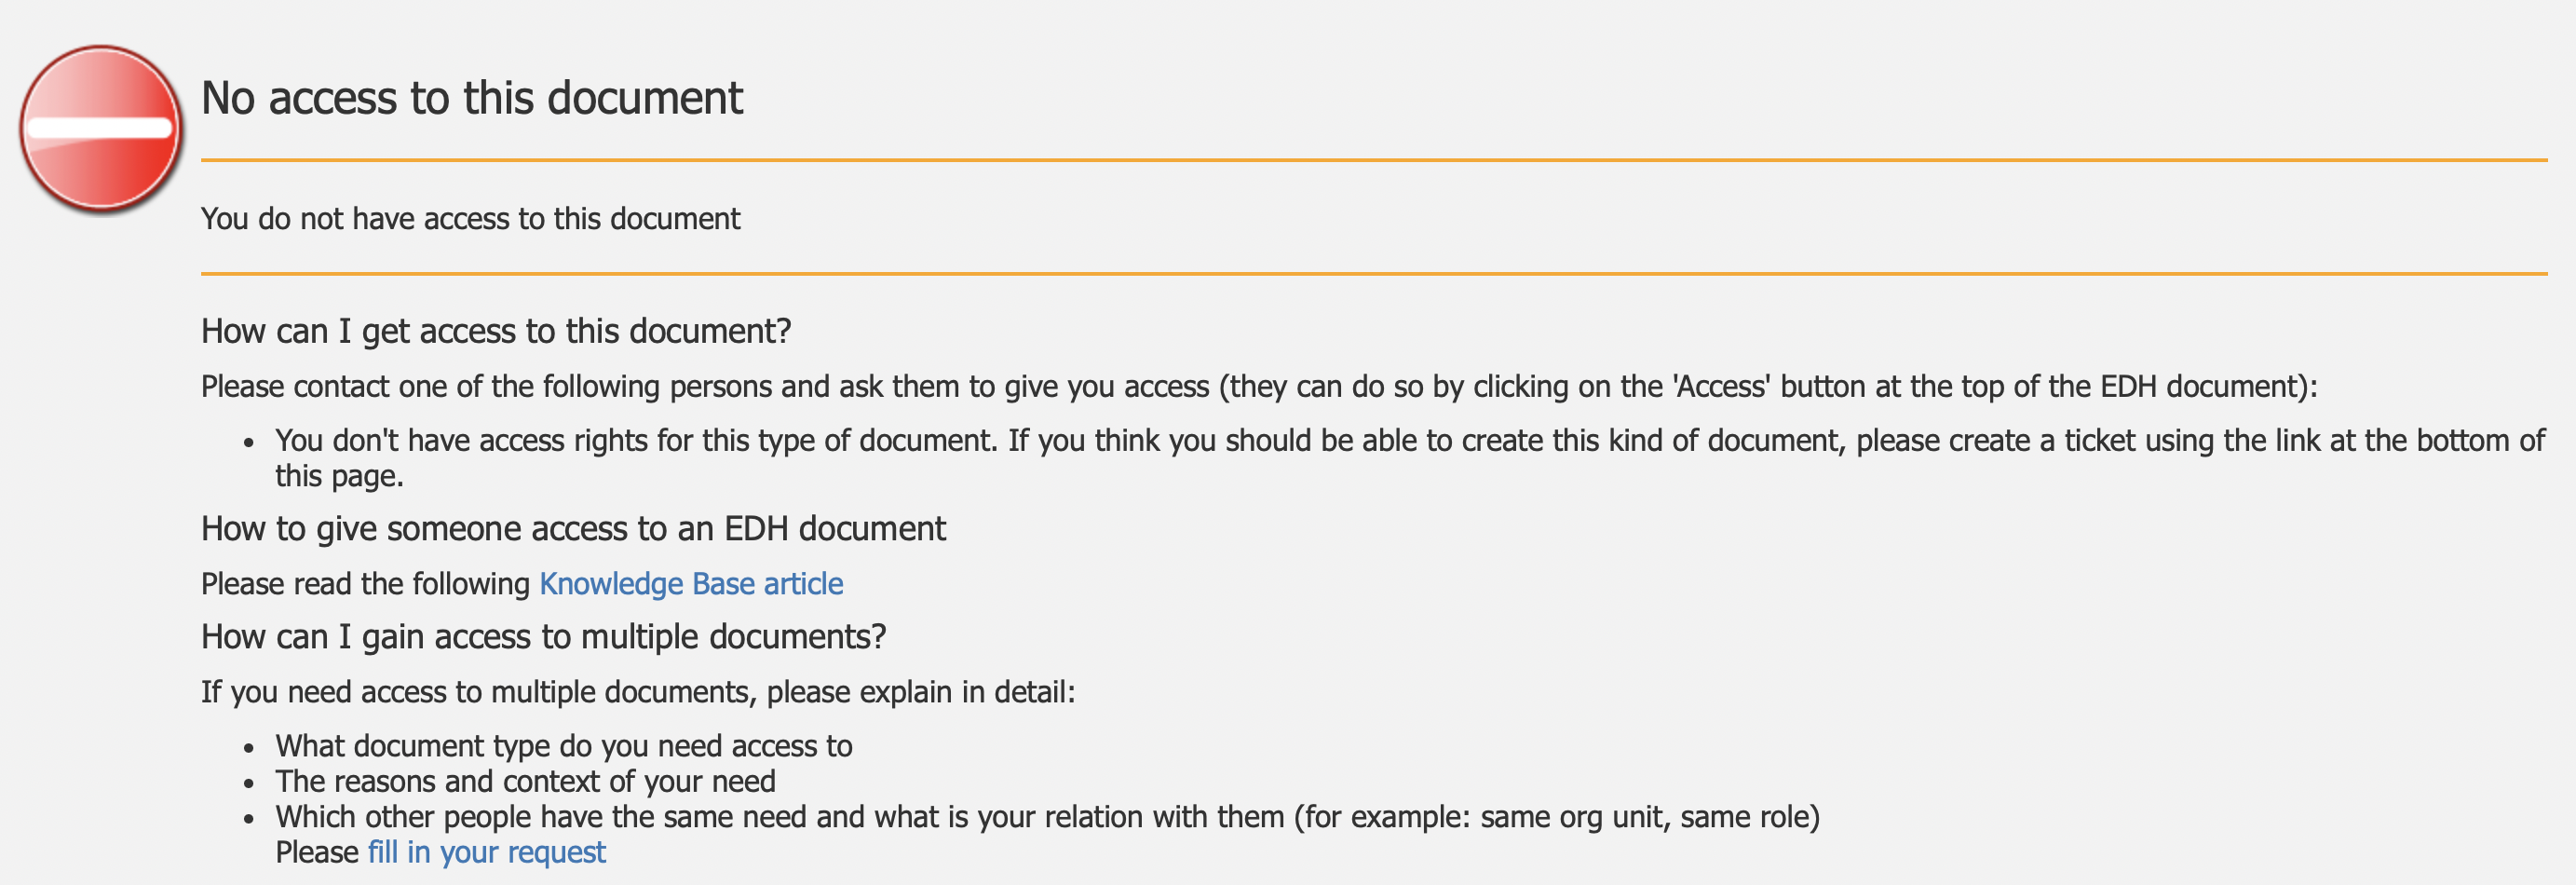 No access to this document
You do not have access to this document
How can I get access to this document?
Please contact one of the following persons and ask them to give you access (they can do so by clicking on the 'Access' button at the top of the EDH document):
• You don't have access rights for this type of document. If you think you should be able to create this kind of document, please create a ticket using the link at the bottom of
this page.
How to give someone access to an EDH document
Please read the following Knowledge Base article
How can I gain access to multiple documents?
If you need access to multiple documents, please explain in detail:
• What document type do you need access to
• The reasons and context of your need
• Which other people have the same need and what is your relation with them (for example: same org unit, same role)
Please fill in your request